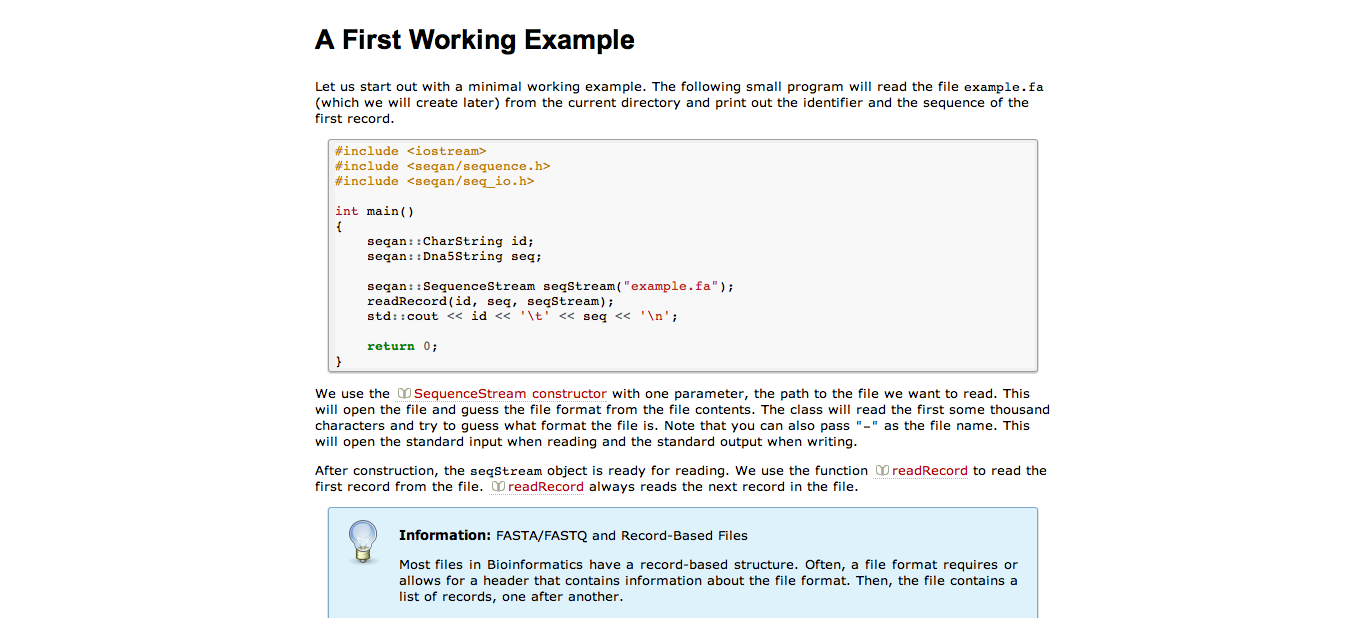 A First Working Example
Let us start out with a minimal working example. The following small program will read the file example.fa
(which we will create later) from the current directory and print out the identifier and the sequence of the
first record.
#include <iostream>
#include <seqan/sequence.h>
#include <seqan/seq_io.h>
int main()
{
    seqan::CharString id;
    seqan::Dna5String seq;
    seqan::SequenceStream seqStream("example.fa");
    readRecord(id, seq, seqStream);
    std::cout << id << '\t' << seq << '\n';
    return 0;
}
We use the SequenceStream constructor with one parameter, the path to the file we want to read. This
will open the file and guess the file format from the file contents. The class will read the first some thousand
characters and try to guess what format the file is. Note that you can also pass "-" as the file name. This
will open the standard input when reading and the standard output when writing.
After construction, the seqStream object is ready for reading. We use the function readRecord to read the
first record from the file. readRecord always reads the next record in the file.
Information: FASTA/FASTQ and Record-Based Files
Most files in Bioinformatics have a record-based structure. Often, a file format requires or
allows for a header that contains information about the file format. Then, the file contains a
list of records, one after another.